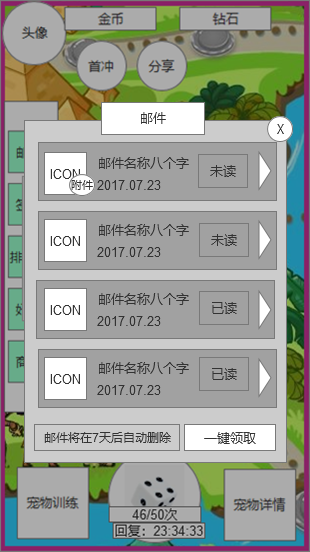 头像
金币
钻石
首冲
分享
邮件
X
邮
签
排
好
商
ICON
附件
邮件名称八个字
2017.07.23
未读
ICON
邮件名称八个字
2017.07.23
未读
ICON
邮件名称八个字
2017.07.23
已读
ICON
邮件名称八个字
2017.07.23
已读
邮件将在7天后自动删除
一键领取
宠物训练
46/50次
回复：23:34:33
宠物详情